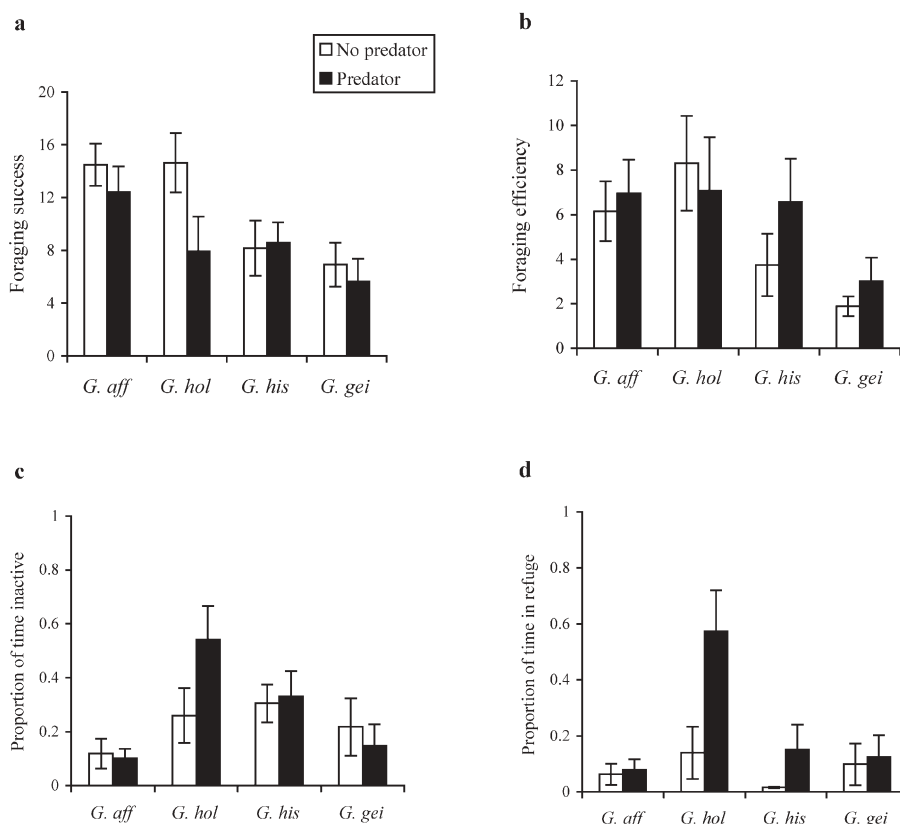 a
No predator
Predator
20
16
12
8
4
0
Foraging success
G. aff G. hol G. his G. gei
b
12
10
8
6
4
2
0
Foraging efficiency
G. aff G. hol G. his G. gei
c
1
0.8
0.6
0.4
0.2
0
Proportion of time inactive
G. aff G. hol G. his G. gei
d
1
0.8
0.6
0.4
0.2
0
Proportion of time in refuge
G. aff G. hol G. his G. gei